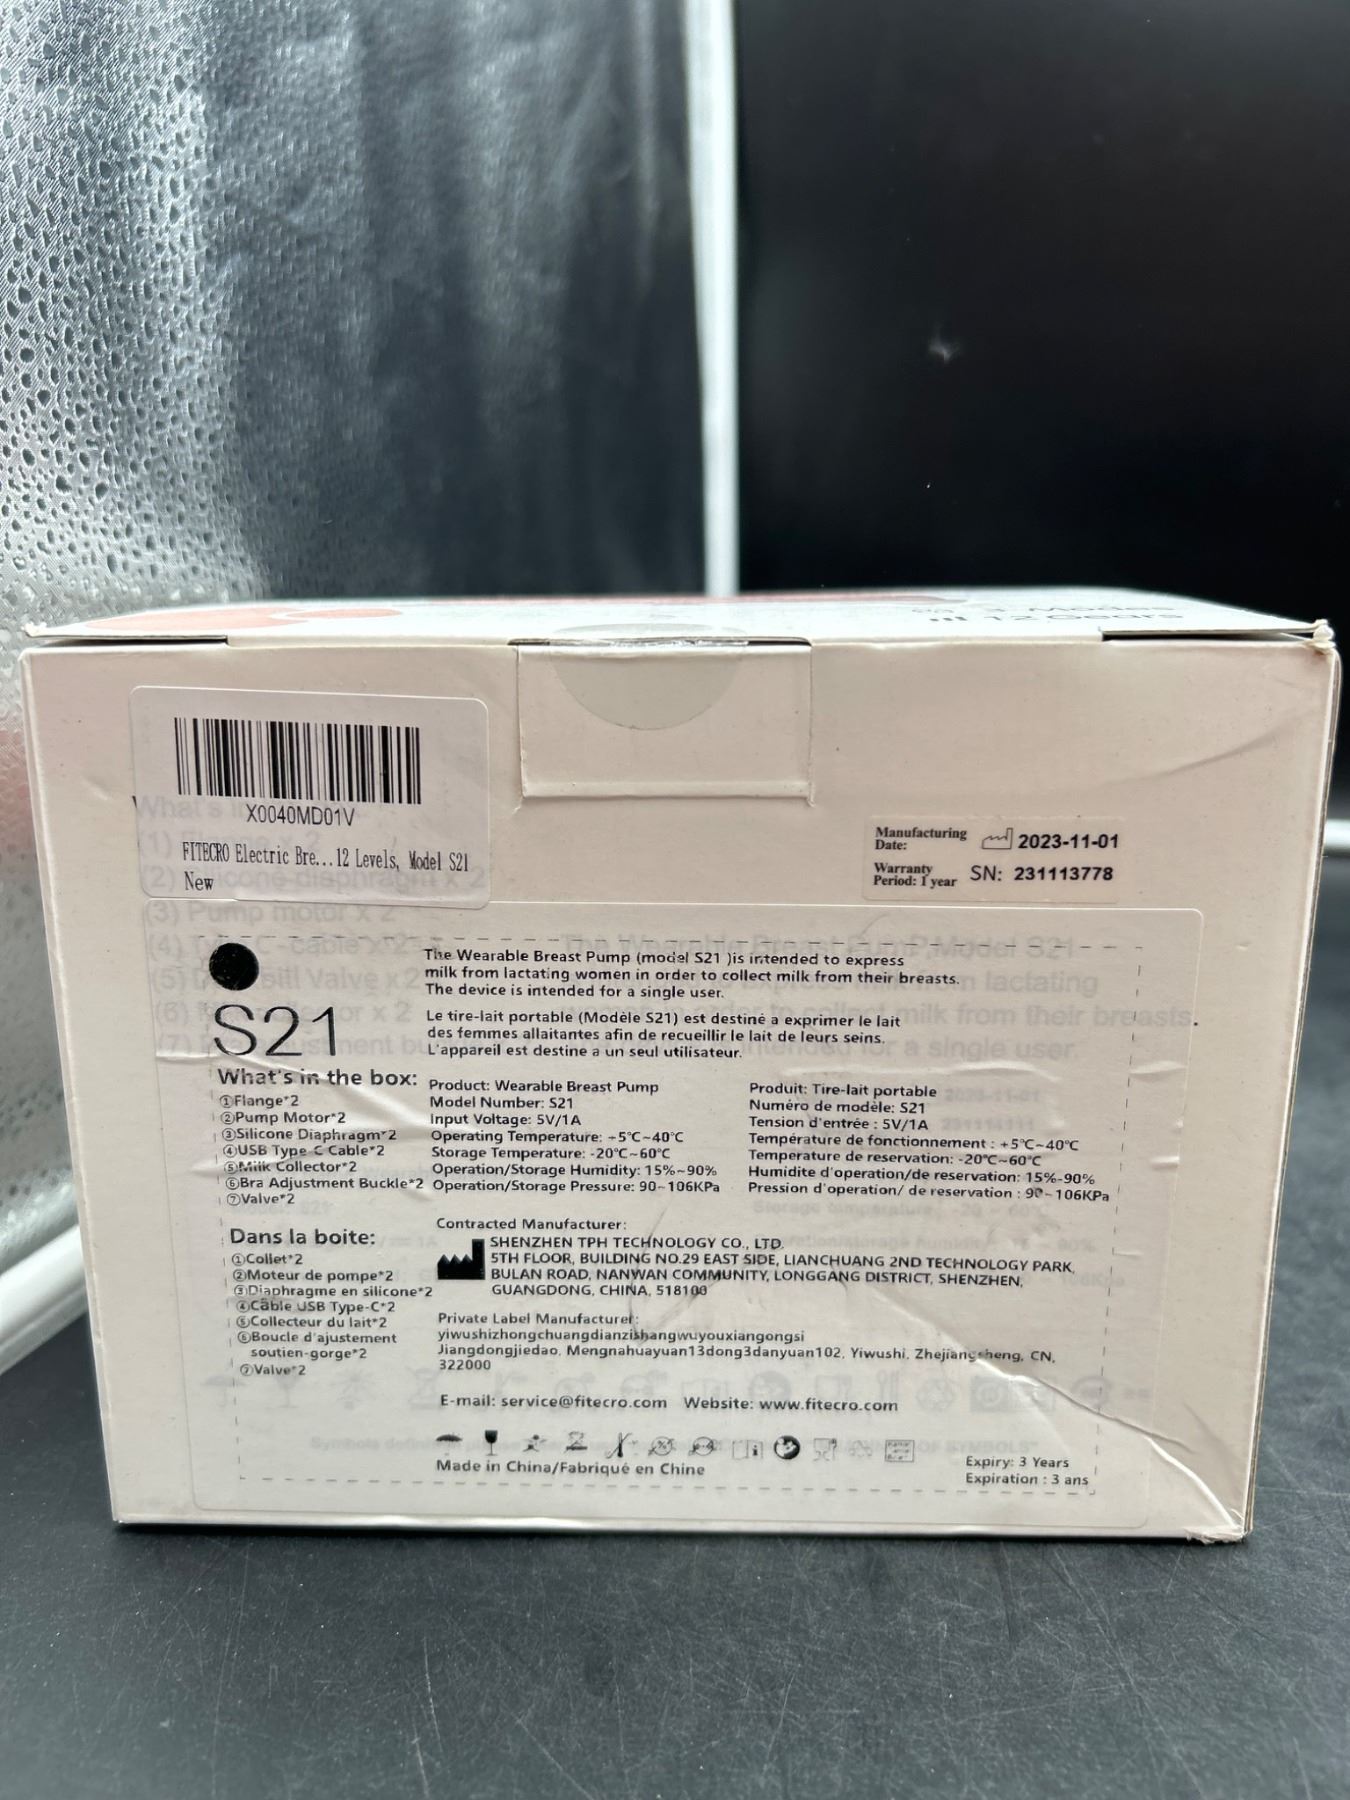 3 Modes
12 Gears
X0040MD01V
FITECRO Electric Bre...12 Levels, Model S21
New
Manufacturing
Date:
2023-11-01
Warranty
Period: 1 year
SN: 231113778
S21
The Wearable Breast Pump (model S21 )is intended to express
milk from lactating women in order to collect milk from their breasts.
The device is intended for a single user.
Le tire-lait portable (Modèle S21) est destiné a exprimer le lait
des femmes allaitantes afin de recueillir le lait de leurs seins.
L'appareil est destine a un seul utilisateur.
What's in the box:
①Flange*2
②Pump Motor*2
③Silicone Diaphragm*2
④USB Type C Cable*2
⑤Milk Collector*2
⑥Bra Adjustment Buckle*2
⑦Valve*2
Dans la boite:
①Collet*2
②Moteur de pompe*2
③Diaphragme en silicone*2
④Câble USB Type-C*2
⑤Collecteur du lait*2
⑥Boucle d'ajustement
soutien-gorge*2
⑦Valve*2
Product: Wearable Breast Pump
Model Number: S21
Input Voltage: 5V/1A
Operating Temperature: +5℃~40℃
Storage Temperature: -20℃~60℃
Operation/Storage Humidity: 15%~90%
Operation/Storage Pressure: 90~106KPa
Produit: Tire-lait portable
Numéro de modèle: S21
Tension d'entrée : 5V/1A
Température de fonctionnement : +5℃~40℃
Temperature de reservation: -20℃~60℃
Humidite d'operation/de reservation: 15%-90%
Pression d'operation/ de reservation : 90~106KPa
Contracted Manufacturer:
SHENZHEN TPH TECHNOLOGY CO., LTD.
5TH FLOOR, BUILDING NO.29 EAST SIDE, LIANCHUANG 2ND TECHNOLOGY PARK,
BULAN ROAD, NANWAN COMMUNITY, LONGGANG DISTRICT, SHENZHEN,
GUANGDONG, CHINA, 518100
Private Label Manufacturer:
yiwushizhongchuangdianzishangwuyouxiangongsi
Jiangdongjiedao, Mengnahuayuan13dong3danyuan102, Yiwushi, Zhejiangsheng, CN,
322000
E-mail: service@fitecro.com Website: www.fitecro.com
Made in China/Fabriqué en Chine
Expiry: 3 Years
Expiration : 3 ans